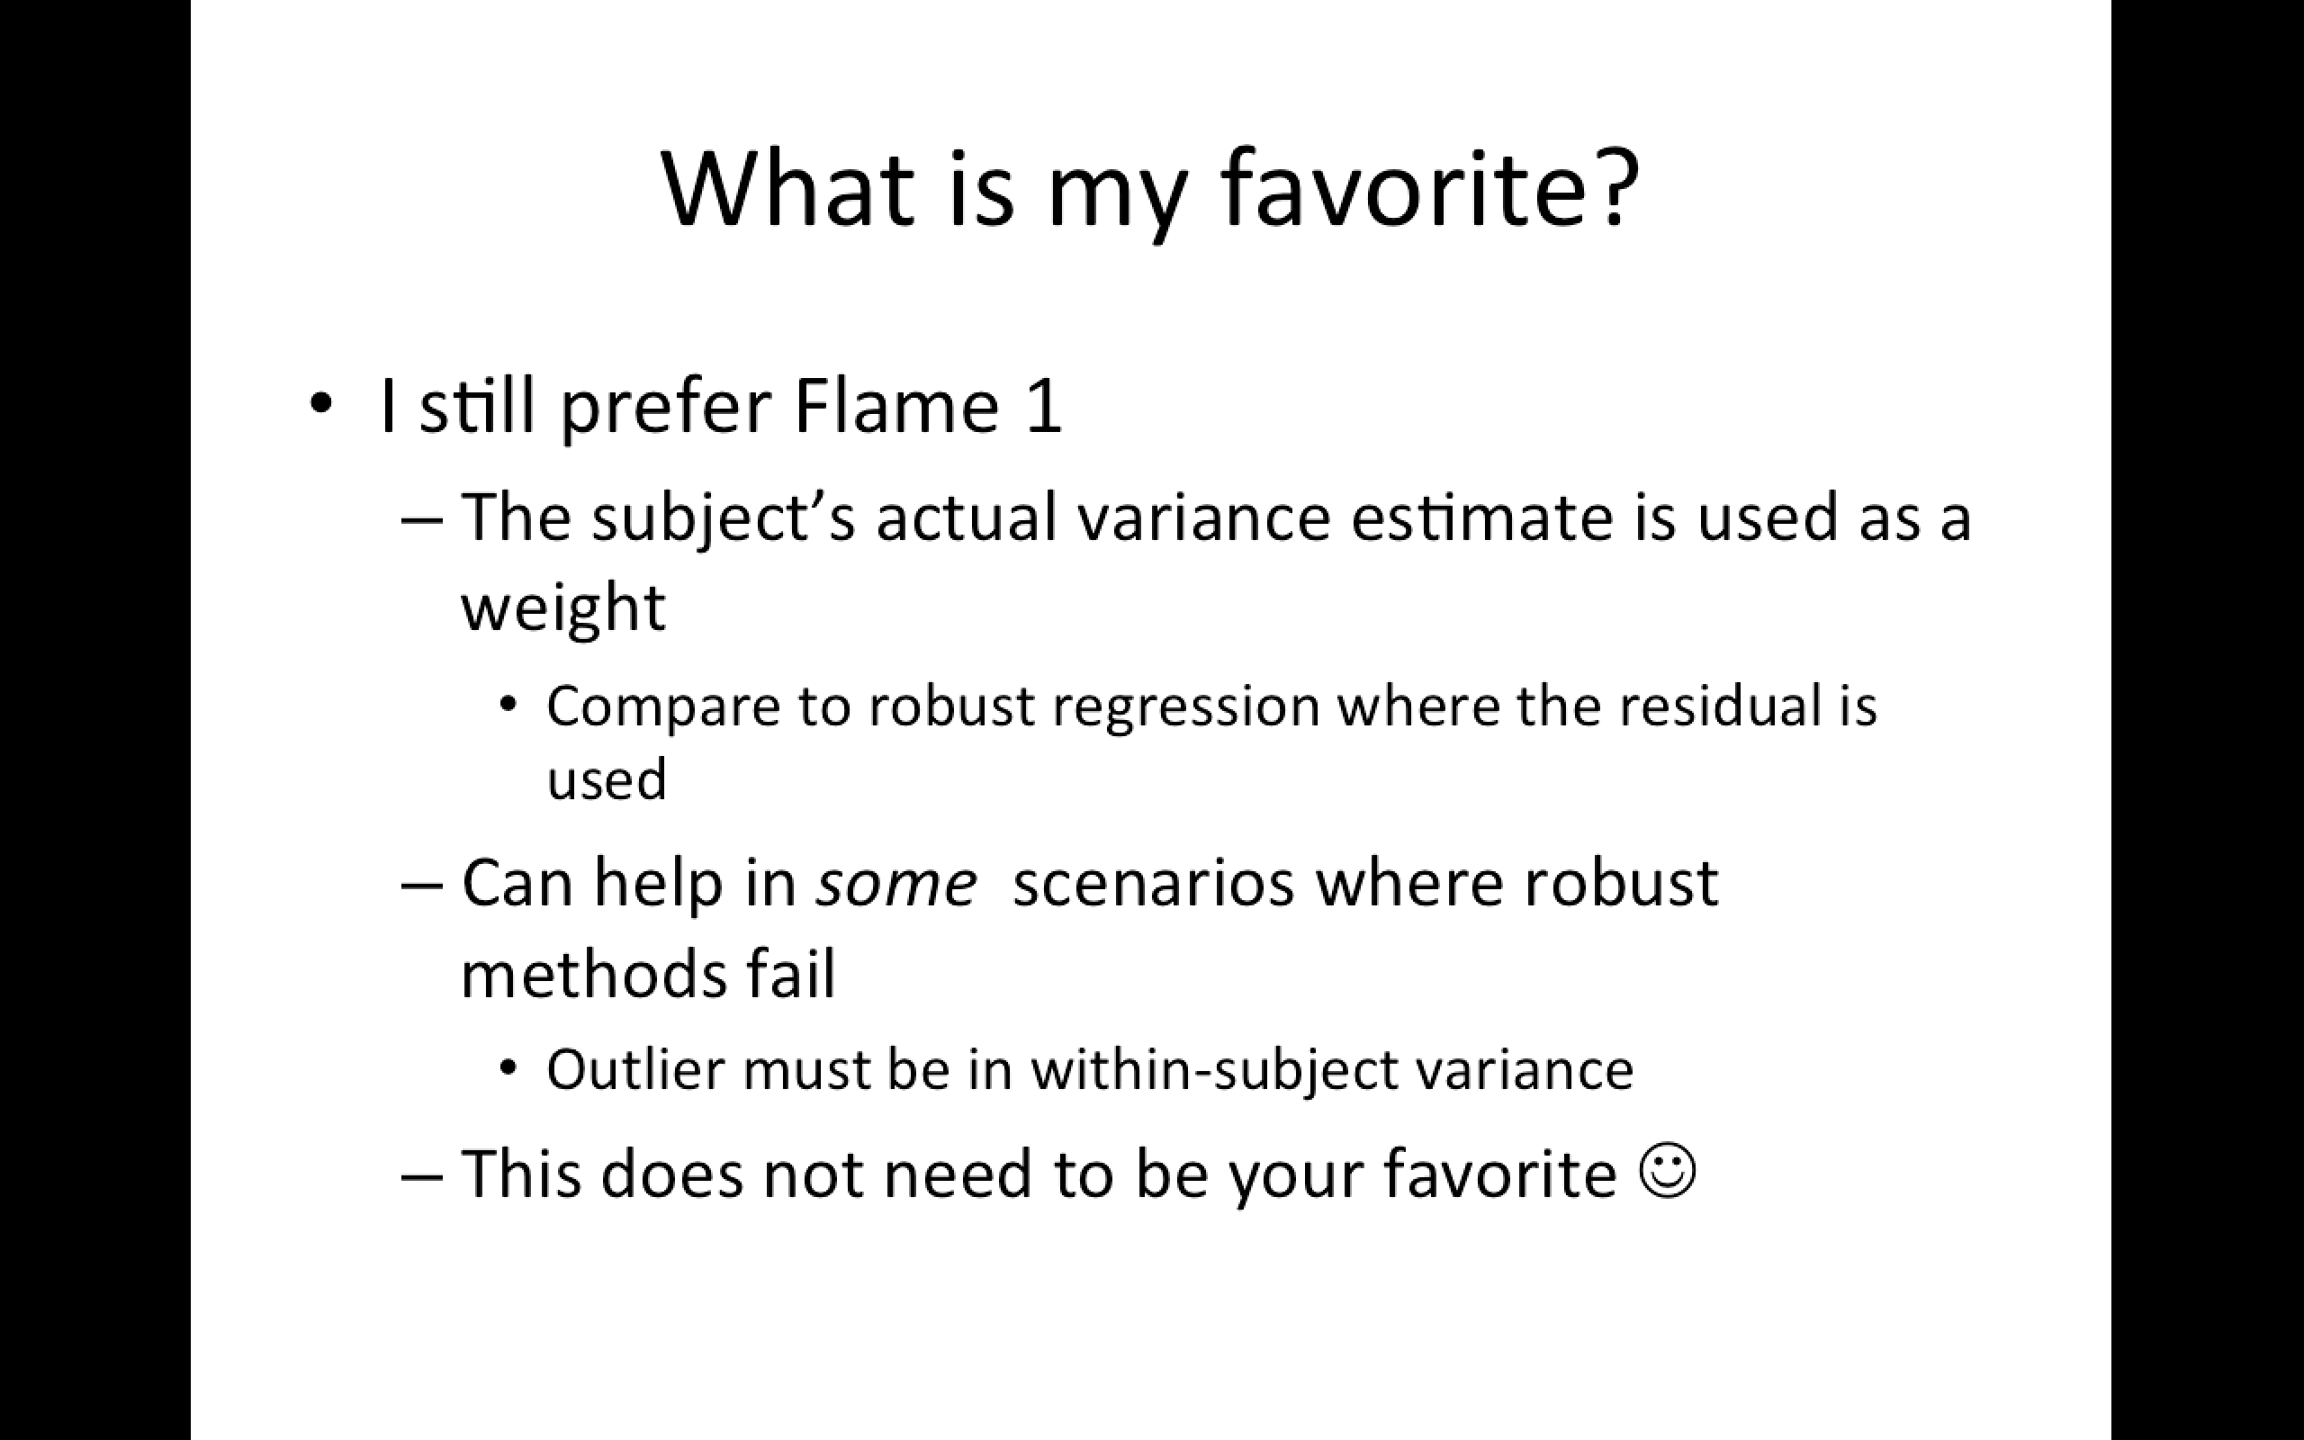 What is my favorite?
• I still prefer Flame 1
– The subject’s actual variance estimate is used as a
weight
• Compare to robust regression where the residual is
used
– Can help in some scenarios where robust
methods fail
• Outlier must be in within-subject variance
– This does not need to be your favorite ☺